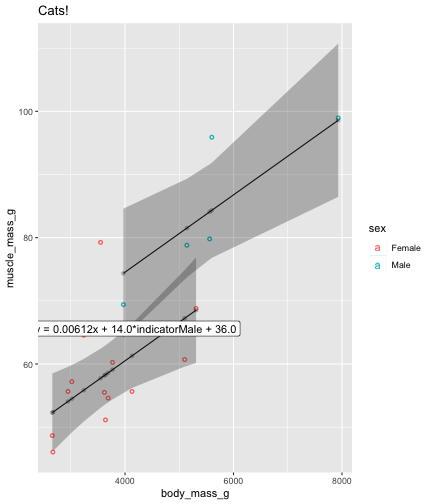 Cats!
100
80
60
muscle_mass_g
= 0.00612x + 14.0*indicatorMale + 36.0
4000
6000
8000
body_mass_g
sex
a Female
a Male